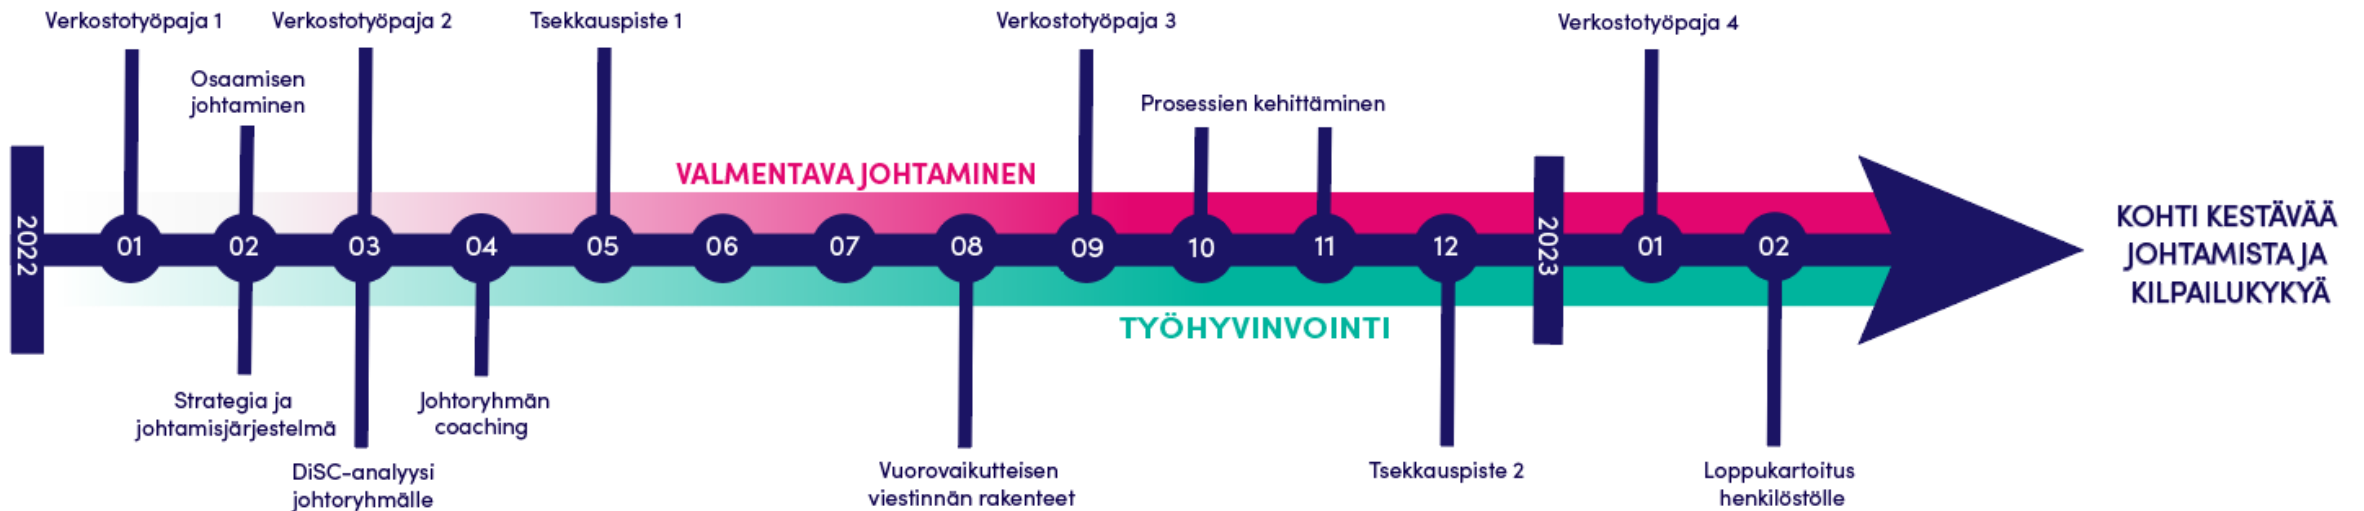 Verkostotyöpaja 1
Verkostotyöpaja 2
Tsekkauspiste 1
Verkostotyöpaja 3
Verkostotyöpaja 4
Osaamisen
johtaminen
Prosessien kehittäminen
VALMENTAVA JOHTAMINEN
2022
01
02
03
04
05
06
07
08
09
10
11
12
2023
01
02
KOHTI KESTÄVÄÄ
JOHTAMISTA JA
KILPAILUKYKYÄ
TYÖHYVINVOINTI
Strategia ja
johtamisjärjestelmä
Johtoryhmän
coaching
DiSC-analyysi
johtoryhmälle
Vuorovaikutteisen
viestinnän rakenteet
Tsekkauspiste 2
Loppukartoitus
henkilöstölle